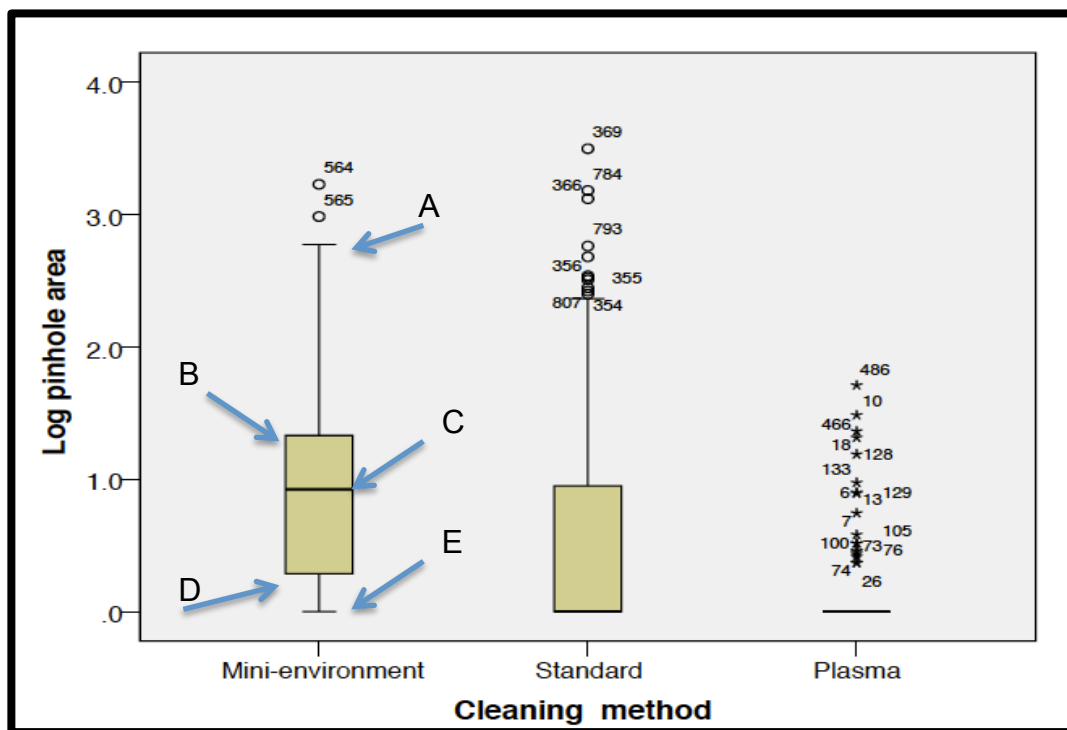 4.0
369
564
366 784
565
A
3.0
793
356 355
807 354
Log pinhole area
2.0
486
B
10
C
466
18 128
133
1.0
6 13 129
7 105
E
100 73 76
D
74 26
.0
Mini-environment Standard Plasma
Cleaning method